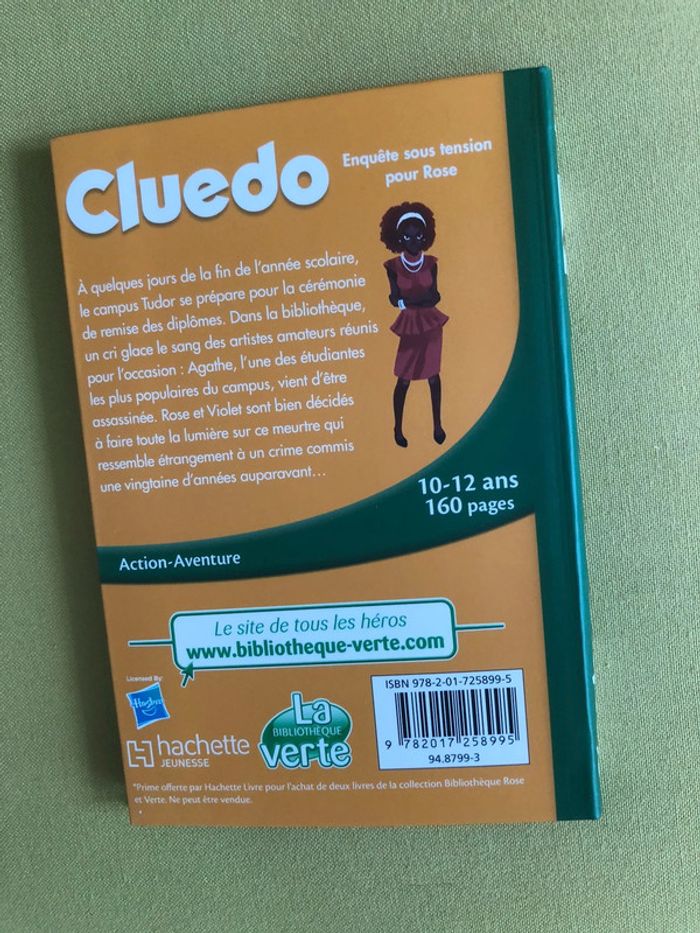 Cluedo
Enquête sous tension
pour Rose
À quelques jours de la fin de l'année scolaire,
le campus Tudor se prépare pour la cérémonie
de remise des diplômes. Dans la bibliothèque,
un cri glace le sang des artistes amateurs réunis
pour l'occasion : Agathe, l'une des étudiantes
les plus populaires du campus, vient d'être
assassinée. Rose et Violet sont bien décidés
à faire toute la lumière sur ce meurtre qui
ressemble étrangement à un crime commis
une vingtaine d'années auparavant...
10-12 ans
160 pages
Action-Aventure
Le site de tous les héros
www.bibliotheque-verte.com
Licensed By:
Hasbro
hachette
JEUNESSE
La
BIBLIOTHÈQUE
verte
ISBN 978-2-01-725899-5
9 782017 258995
94.8799-3
*Prime offerte par Hachette Livre pour l'achat de deux livres de la collection Bibliothèque Rose
et Verte. Ne peut être vendue.